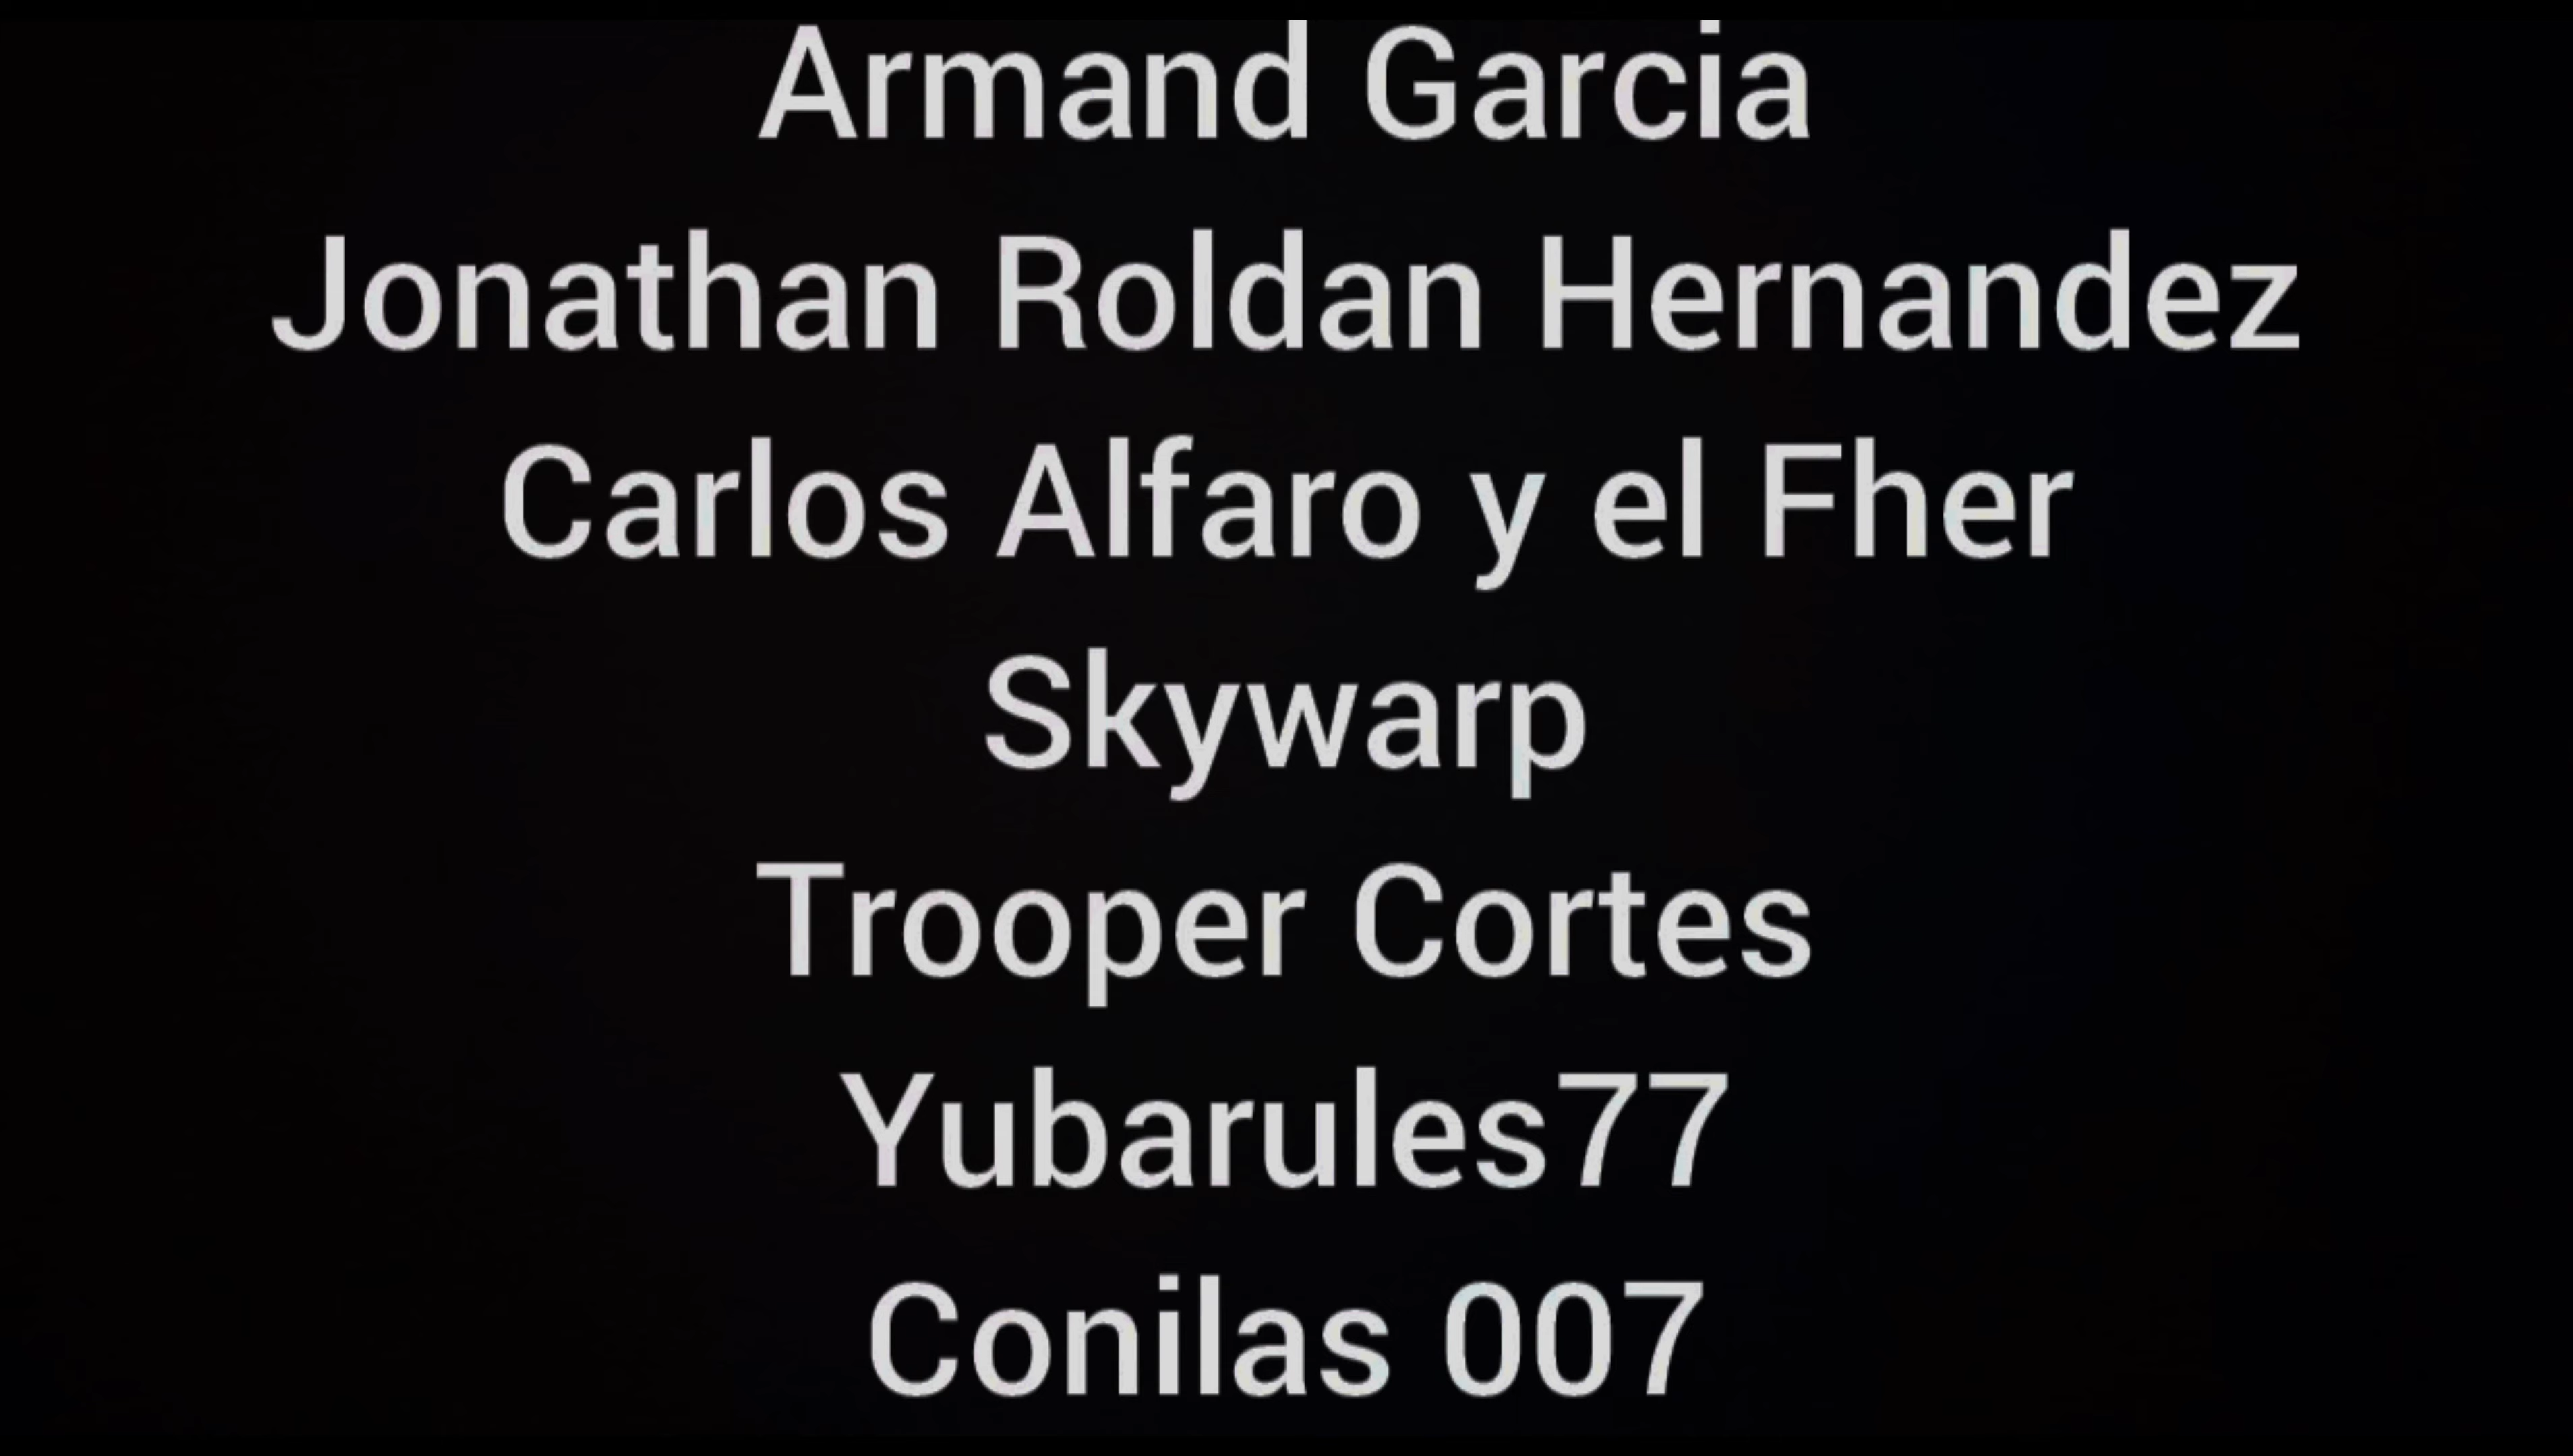 Armand Garcia
Jonathan Roldan Hernandez
Carlos Alfaro y el Fher
Skywarp
Trooper Cortes
Yubarules77
Conilas 007